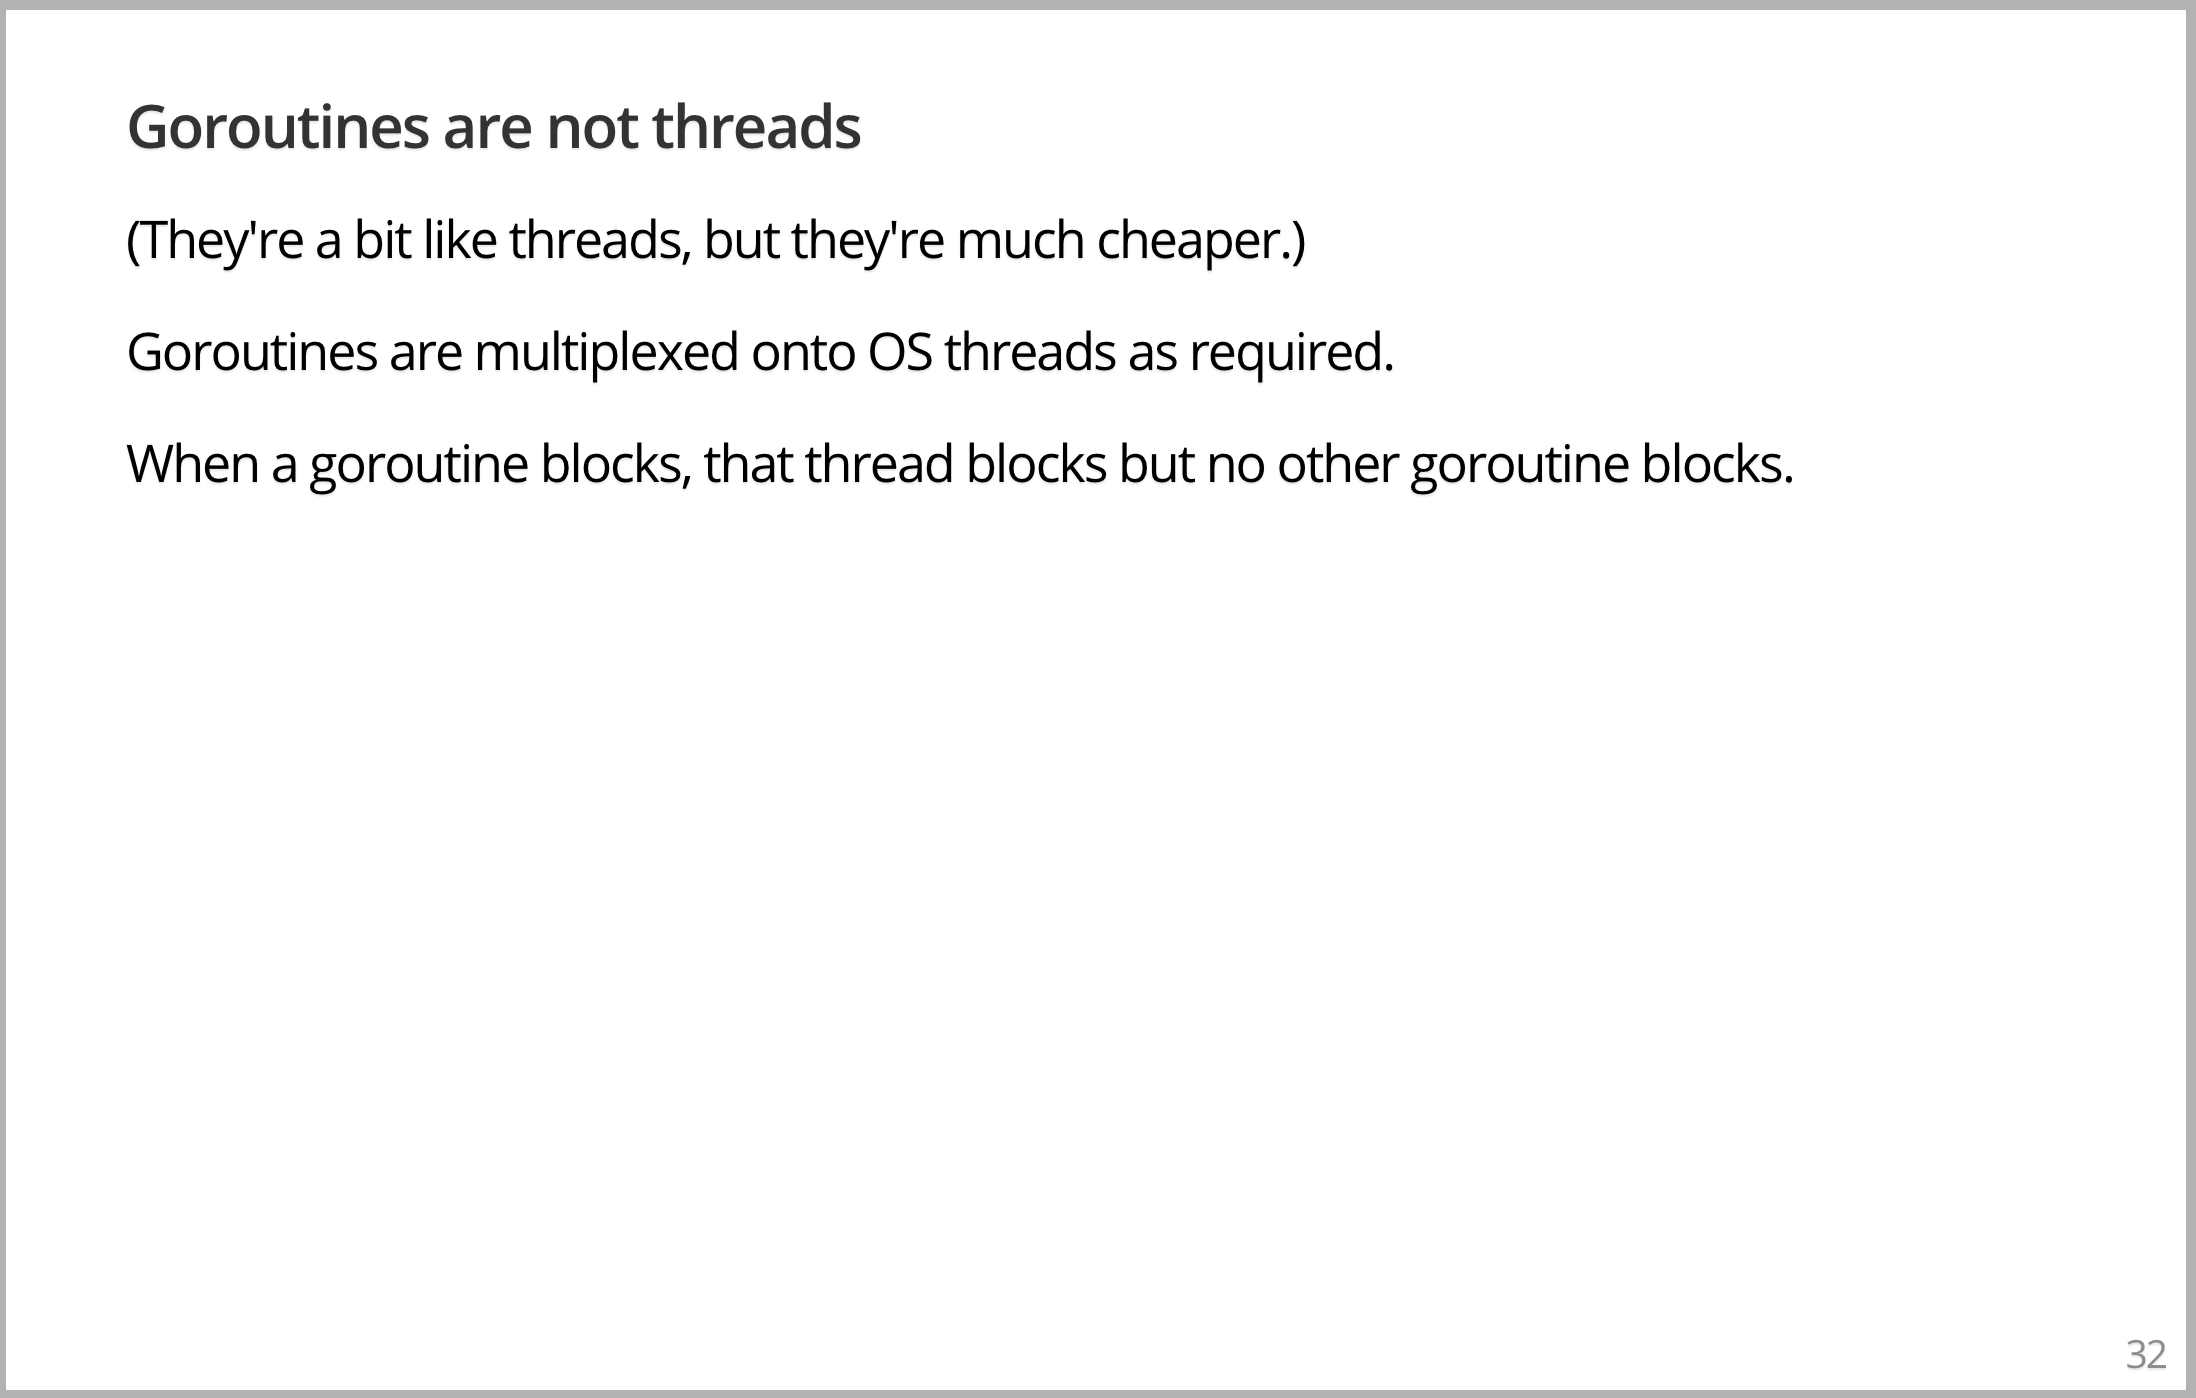 Goroutines are not threads
(They're a bit like threads, but they're much cheaper.)
Goroutines are multiplexed onto OS threads as required.
When a goroutine blocks, that thread blocks but no other goroutine blocks.
32